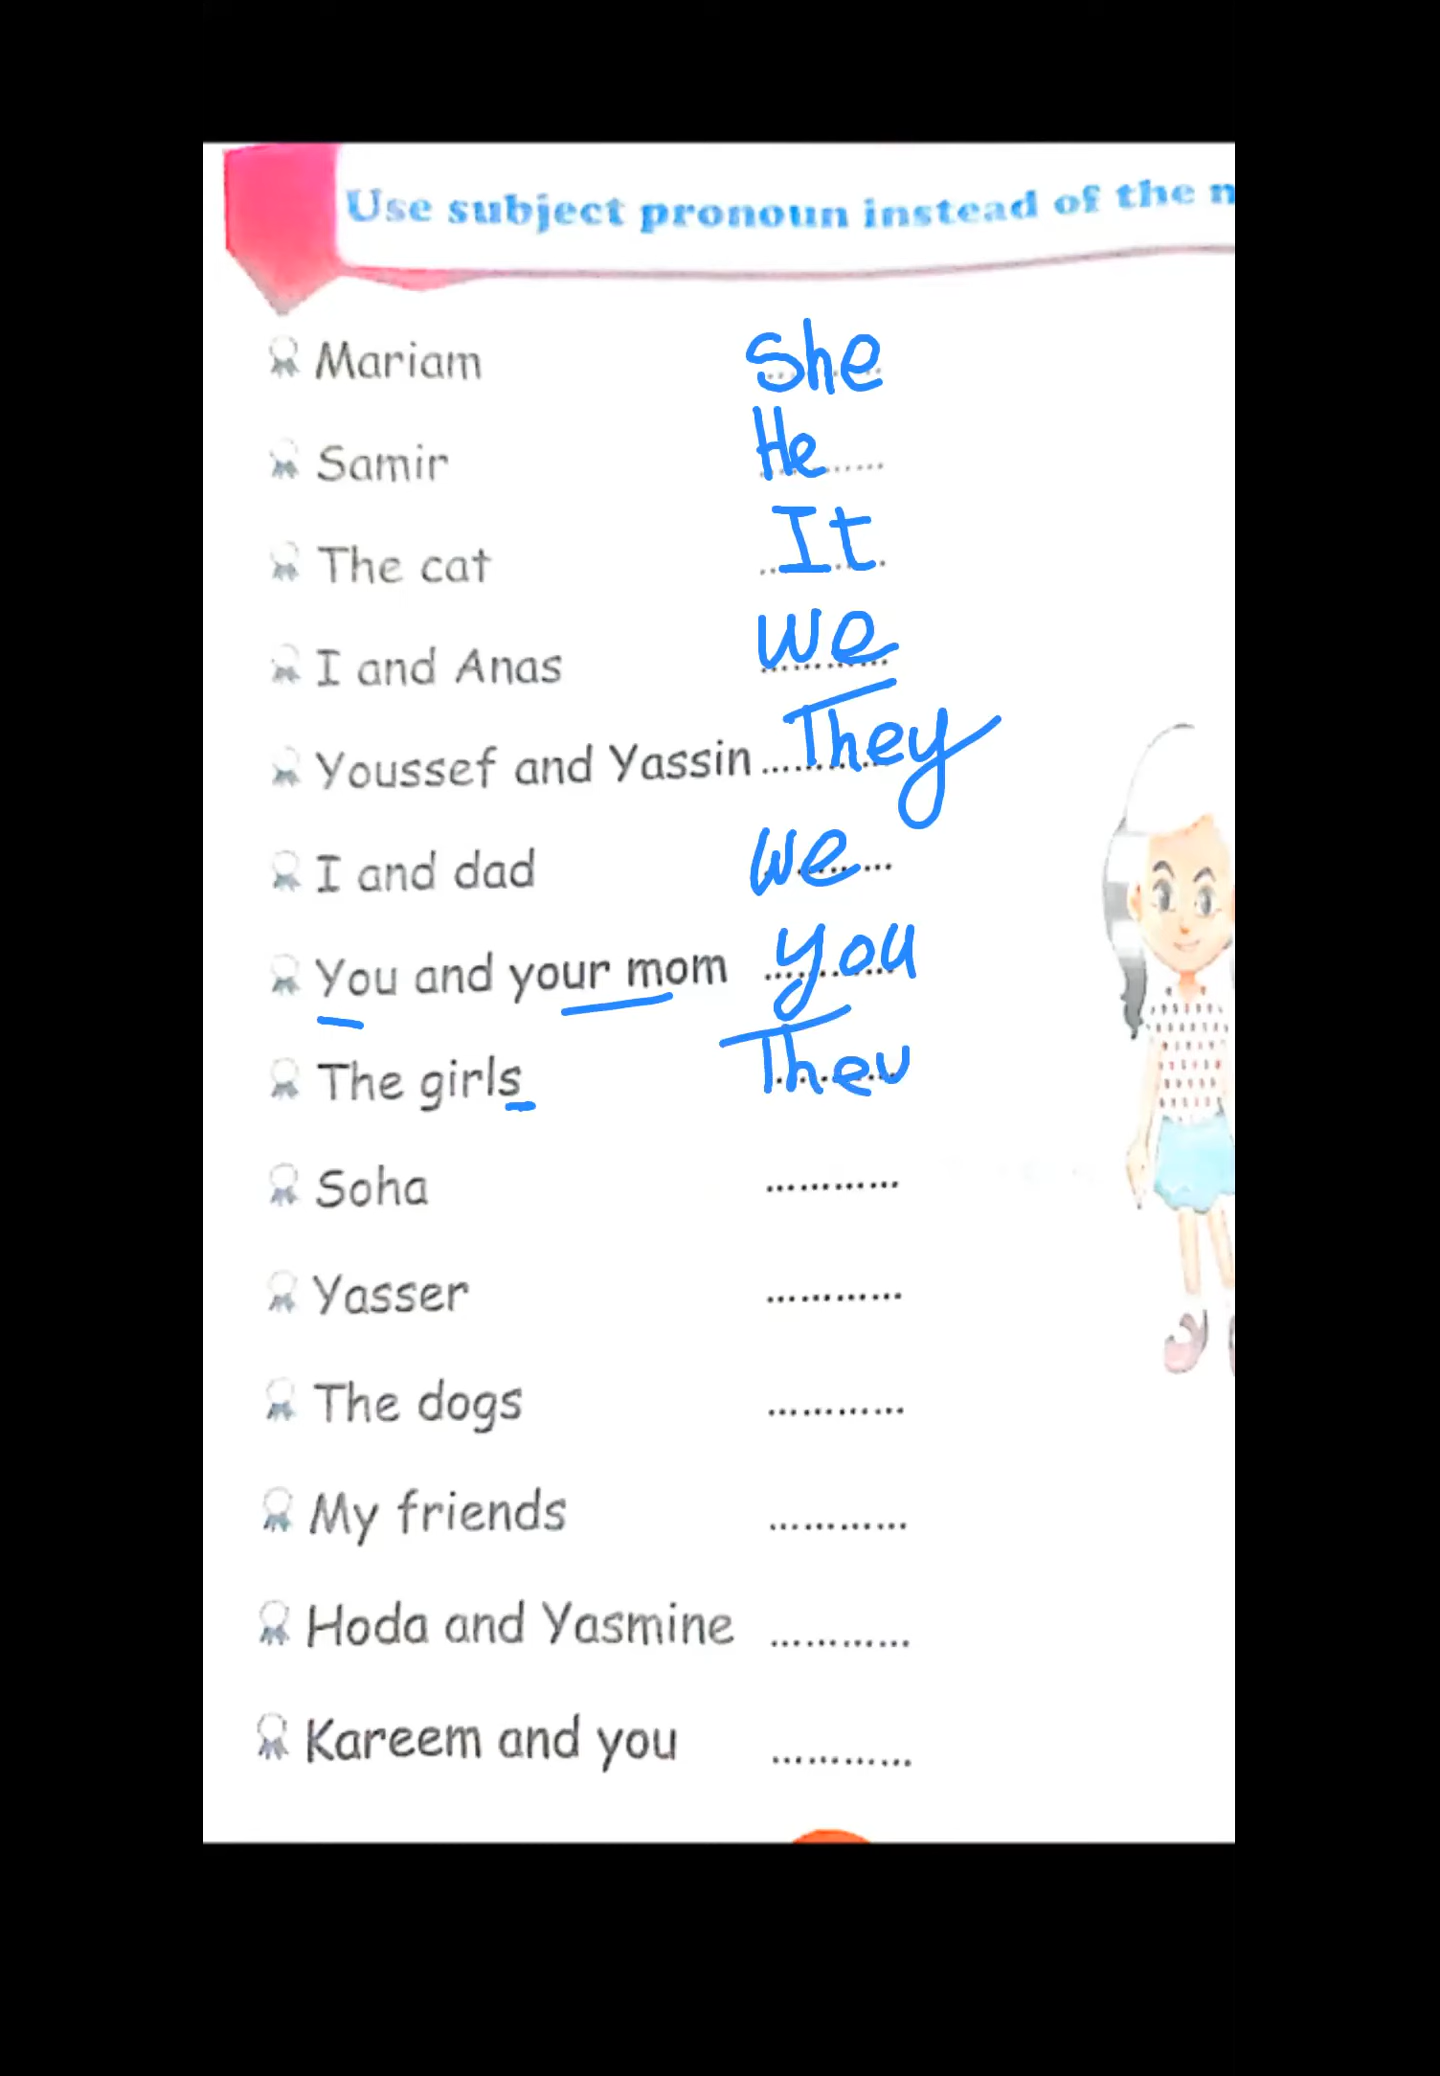 Use subject pronoun instead of the n
Mariam She
Samir ............ He
The cat ............ It
I and Anas ............ we
Youssef and Yassin ............ They
I and dad ............ we
You and your mom ............ you
The girls ............ Thev
Soha ............
Yasser ............
The dogs ............
My friends ............
Hoda and Yasmine ............
Kareem and you ............